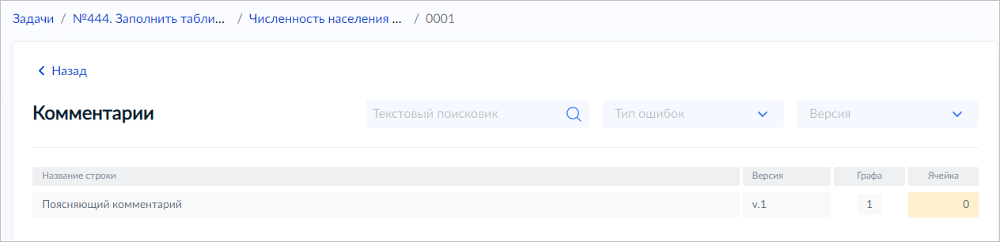 Задачи / №444. Заполнить табли... / Численность населения ... / 0001
Назад
Комментарии
Текстовый поисковик
Тип ошибок
Версия
Название строки Версия Графа Ячейка
Поясняющий комментарий v.1 1 0